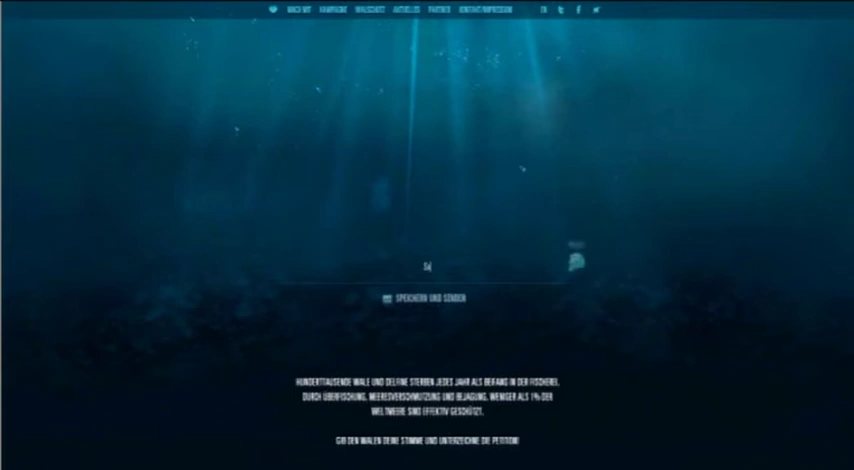 MACH MIT KAMPAGNE WALSCHUTZ AKTUELLES PARTNER KONTAKT/IMPRESSUM EN
Sa
SPEICHERN UND SENDEN
HUNDERTTAUSENDE WALE UND DELFINE STERBEN JEDES JAHR ALS BEIFANG IN DER FISCHEREI,
DURCH ÜBERFISCHUNG, MEERESVERSCHMUTZUNG UND BEJAGUNG. WENIGER ALS 1% DER
WELTMEERE SIND EFFEKTIV GESCHÜTZT.
GIB DEN WALEN DEINE STIMME UND UNTERZEICHNE DIE PETITION!